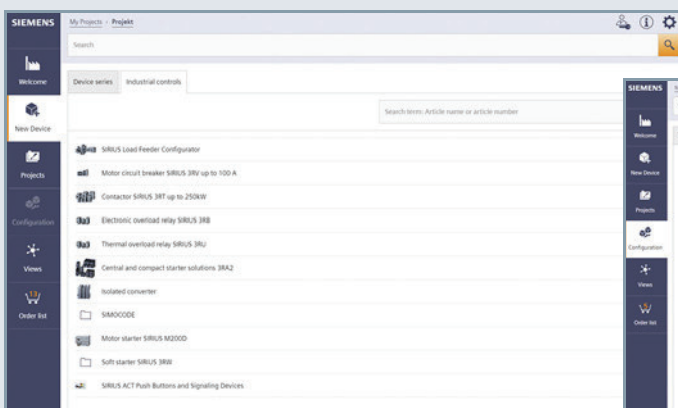 SIEMENS
My Projects › Projekt
Search
Welcome
Device series
Industrial controls
Search term: Article name or article number
New Device
SIRIUS Load Feeder Configurator
Motor circuit breaker SIRIUS 3RV up to 100 A
Projects
Contactor SIRIUS 3RT up to 250kW
Electronic overload relay SIRIUS 3RB
Configuration
Thermal overload relay SIRIUS 3RU
Central and compact starter solutions 3RA2
Views
Isolated converter
13
SIMOCODE
Order list
Motor starter SIRIUS M200D
Soft starter SIRIUS 3RW
SIRIUS ACT Push Buttons and Signaling Devices
SIEMENS
Welcome
New Device
Projects
Configuration
Views
Order list